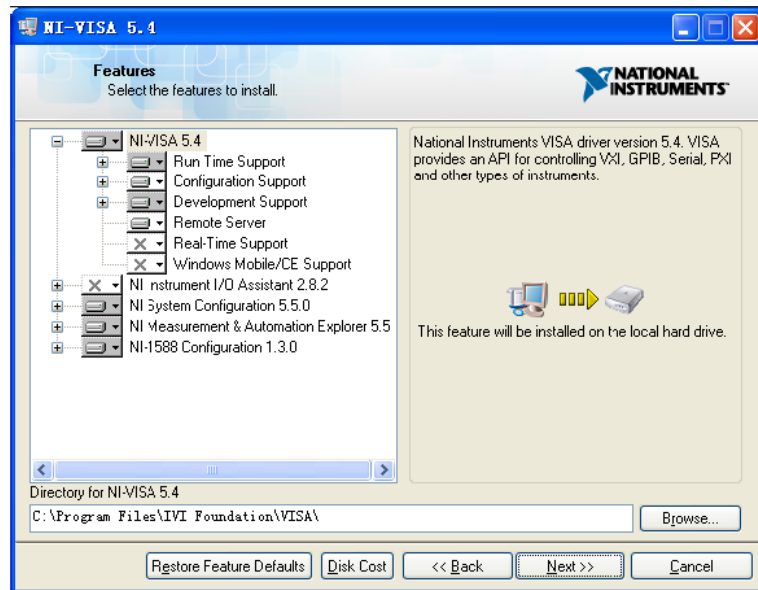 NI-VISA 5.4
Features
Select the features to install.
NATIONAL
INSTRUMENTS™
NI-VISA 5.4
Run Time Support
Configuration Support
Development Support
Remote Server
Real-Time Support
Windows Mobile/CE Support
NI Instrument I/O Assistant 2.8.2
NI System Configuration 5.5.0
NI Measurement & Automation Explorer 5.5
NI-1588 Configuration 1.3.0
National Instruments VISA driver version 5.4. VISA
provides an API for controlling VXI, GPIB, Serial, PXI
and other types of instruments.
This feature will be installed on the local hard drive.
Directory for NI-VISA 5.4
C:\Program Files\IVI Foundation\VISA\
Browse...
Restore Feature Defaults
Disk Cost
<< Back
Next >>
Cancel